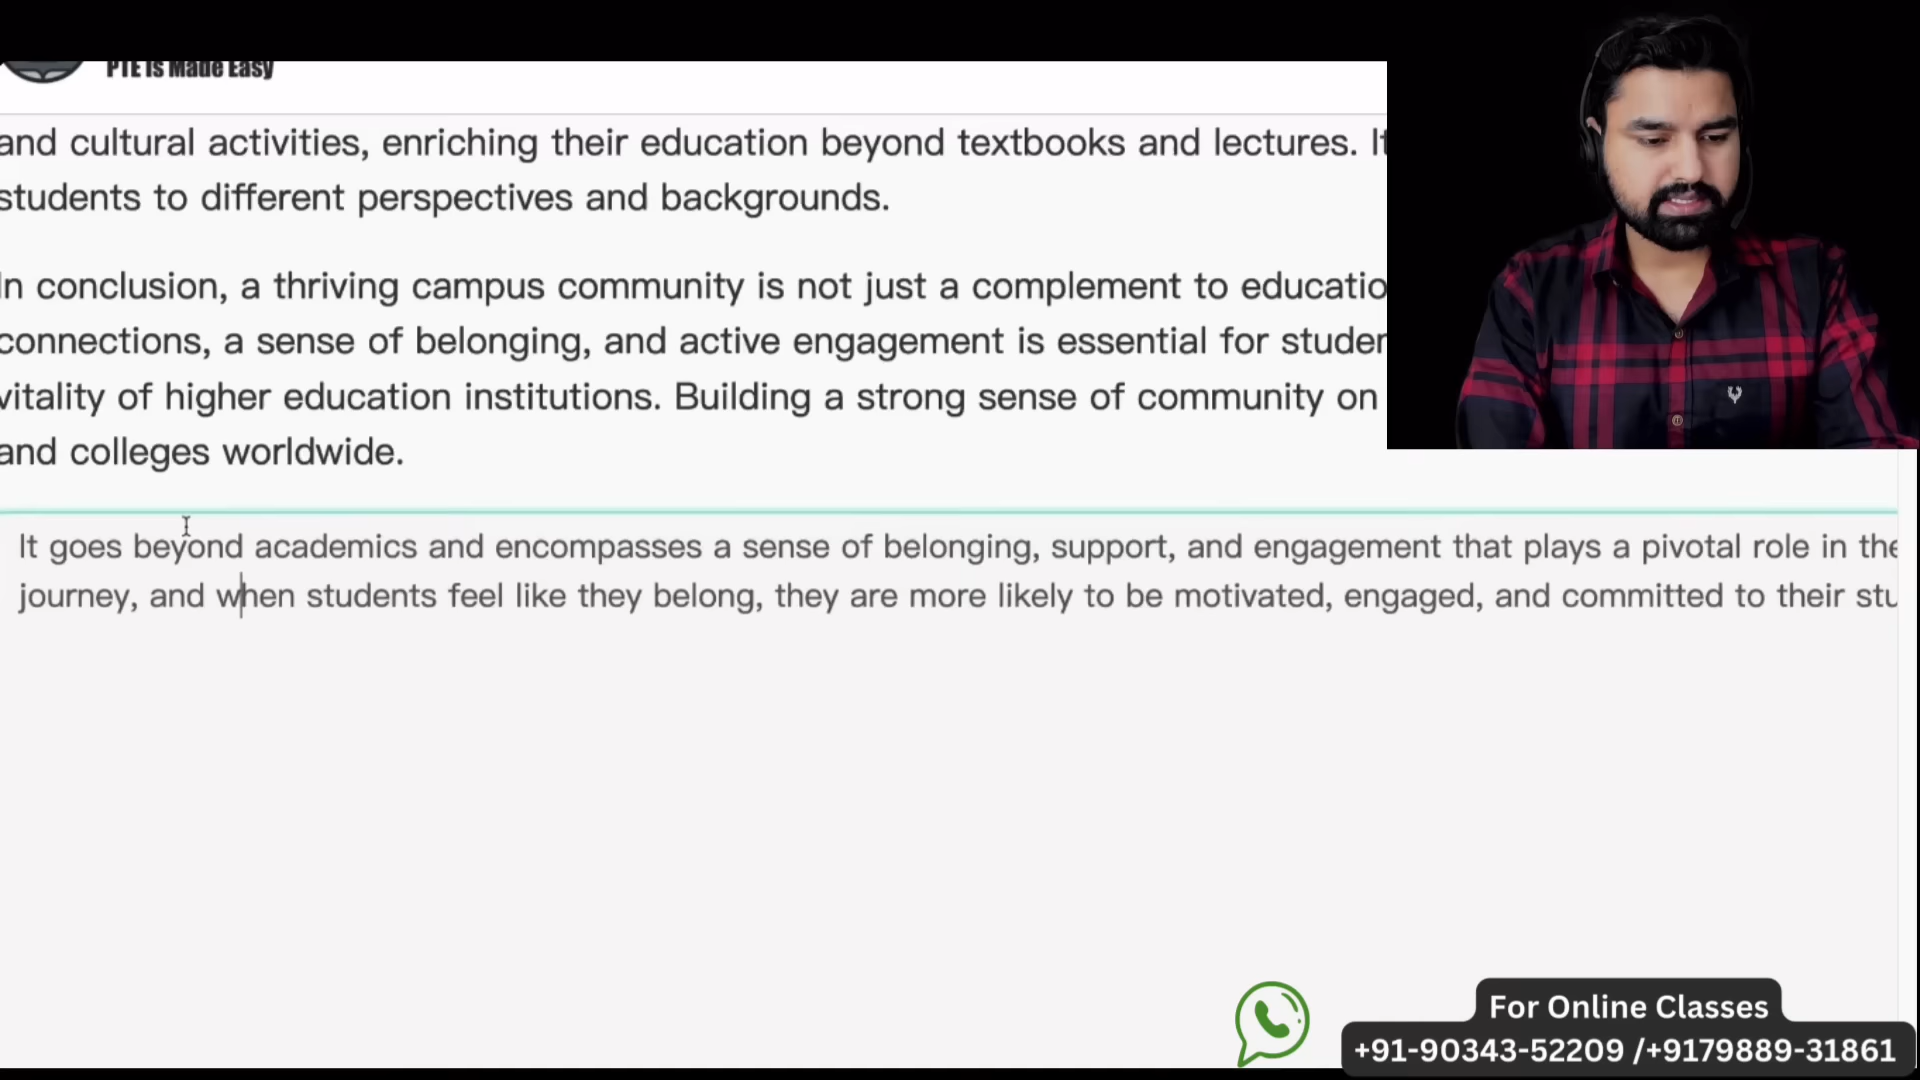 PTE is Made Easy
and cultural activities, enriching their education beyond textbooks and lectures. It
students to different perspectives and backgrounds.
In conclusion, a thriving campus community is not just a complement to educatio
connections, a sense of belonging, and active engagement is essential for studen
vitality of higher education institutions. Building a strong sense of community on
and colleges worldwide.
It goes beyond academics and encompasses a sense of belonging, support, and engagement that plays a pivotal role in the
journey, and when students feel like they belong, they are more likely to be motivated, engaged, and committed to their stu
For Online Classes
+91-90343-52209 /+9179889-31861